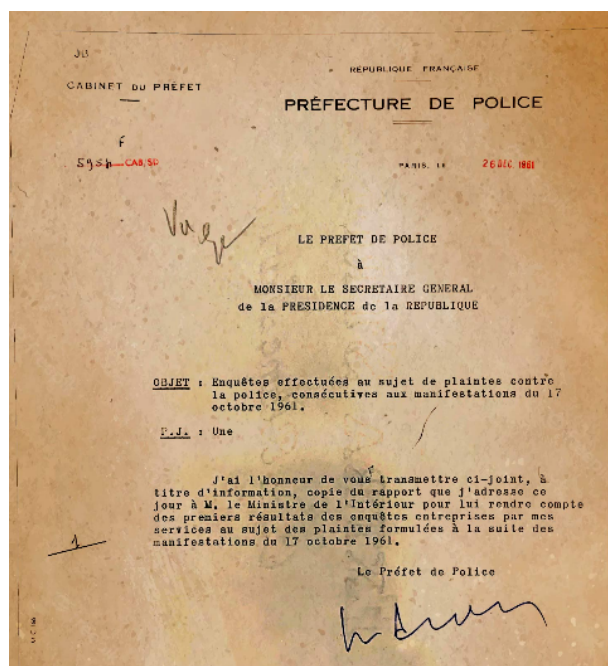 RÉPUBLIQUE FRANÇAISE
CABINET DU PRÉFET
PRÉFECTURE DE POLICE
F
CAB/SD
PARIS, LE 26 DEC. 1961
LE PREFET DE POLICE
à
MONSIEUR LE SECRETAIRE GENERAL
de la PRESIDENCE de la REPUBLIQUE
OBJET : Enquêtes effectuées au sujet de plaintes contre
la police, consécutives aux manifestations du 17
octobre 1961.
P.J. : Une
J'ai l'honneur de vous transmettre ci-joint, à
titre d'information, copie du rapport que j'adresse ce
jour à M. le Ministre de l'Intérieur pour lui rendre compte
des premiers résultats des enquêtes entreprises par mes
services au sujet des plaintes formulées à la suite des
manifestations du 17 octobre 1961.
1
Le Préfet de Police